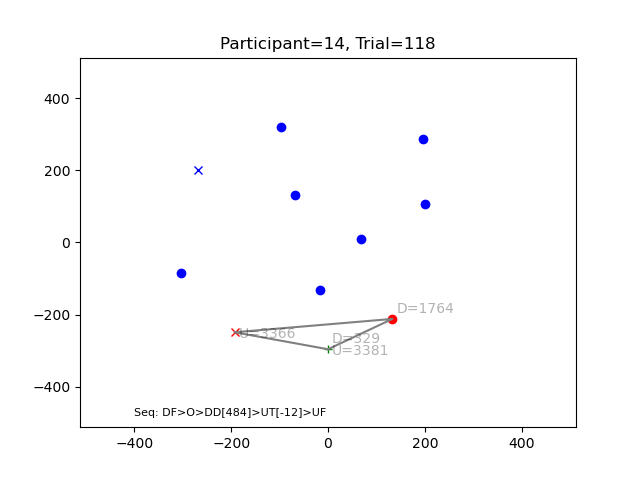 Participant=14, Trial=118
400
200
0
−200
−400
D=1764
U=3366
D=329
U=3381
Seq: DF>O>DD[484]>UT[-12]>UF
−400 −200 0 200 400